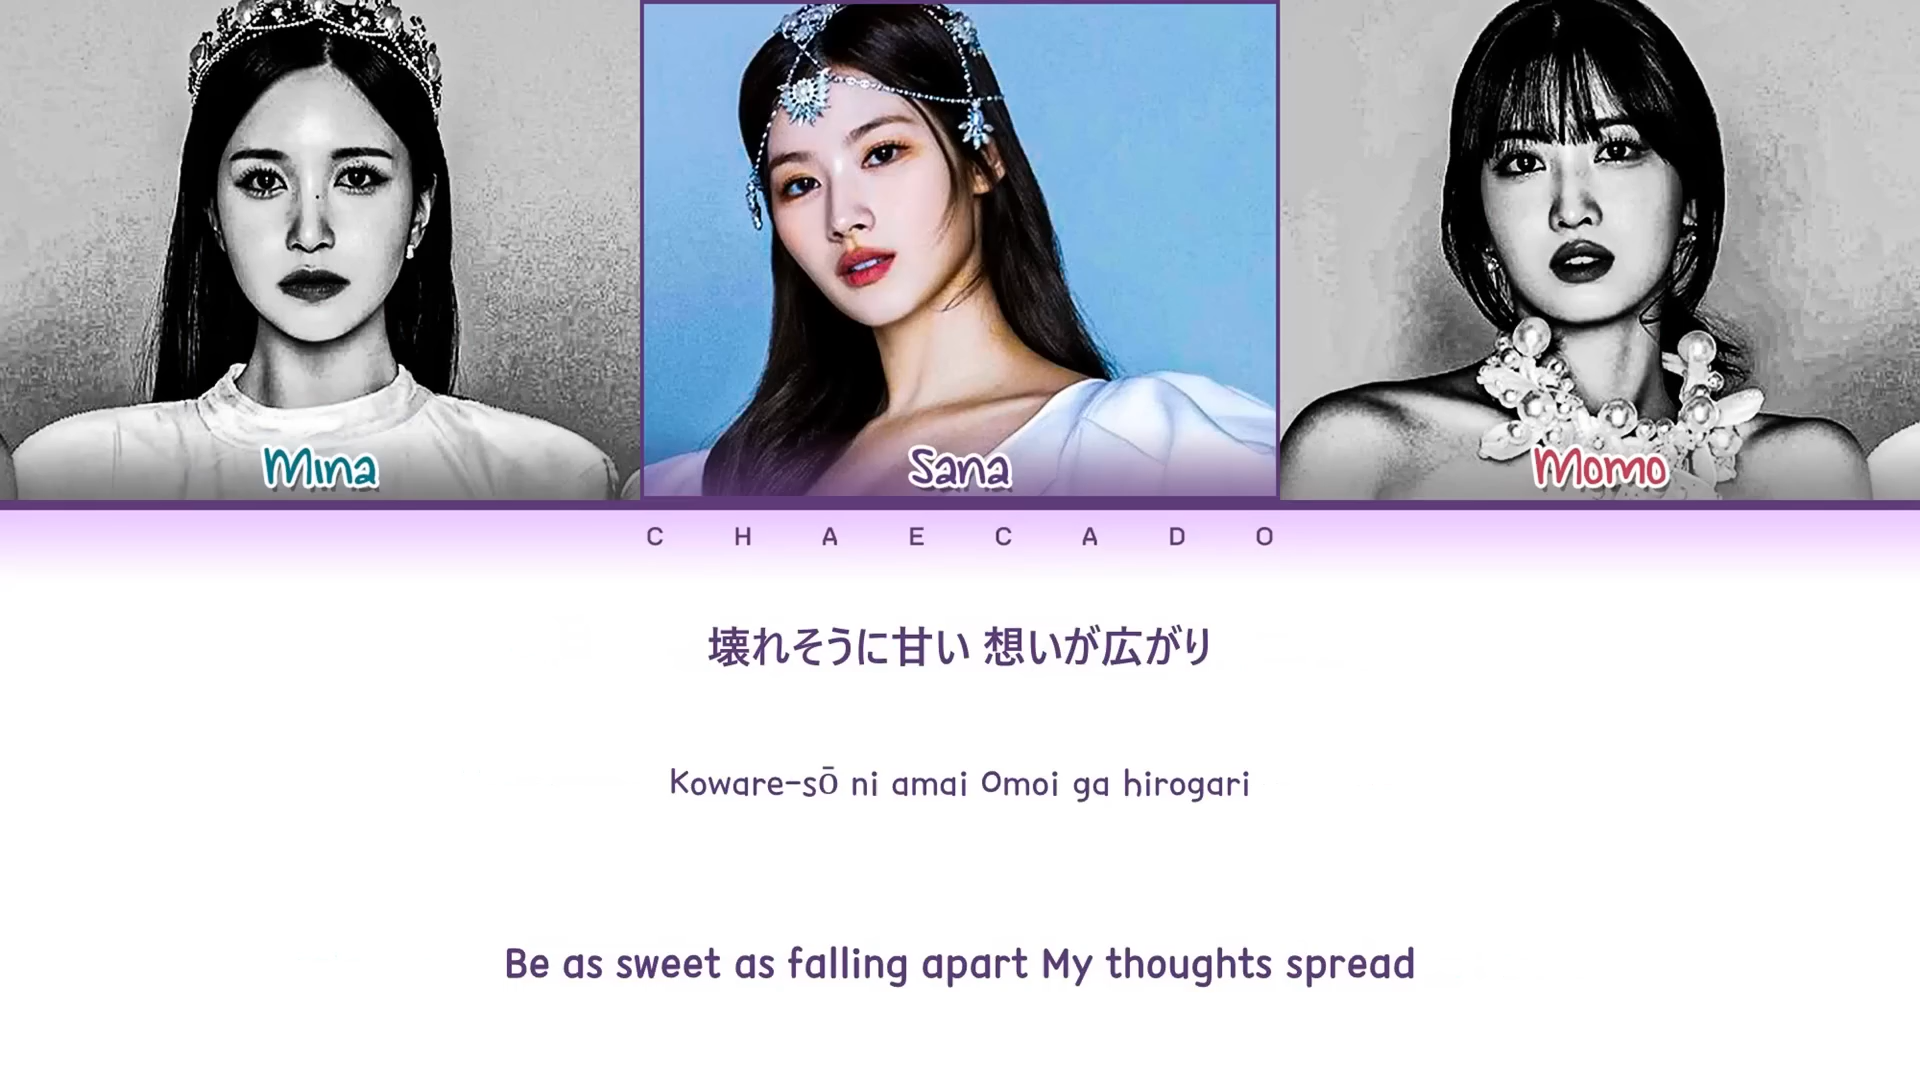 Mina
Sana
Momo
CHAECADO
壊れそうに甘い 想いが広がり
Koware-sō ni amai Omoi ga hirogari
Be as sweet as falling apart My thoughts spread